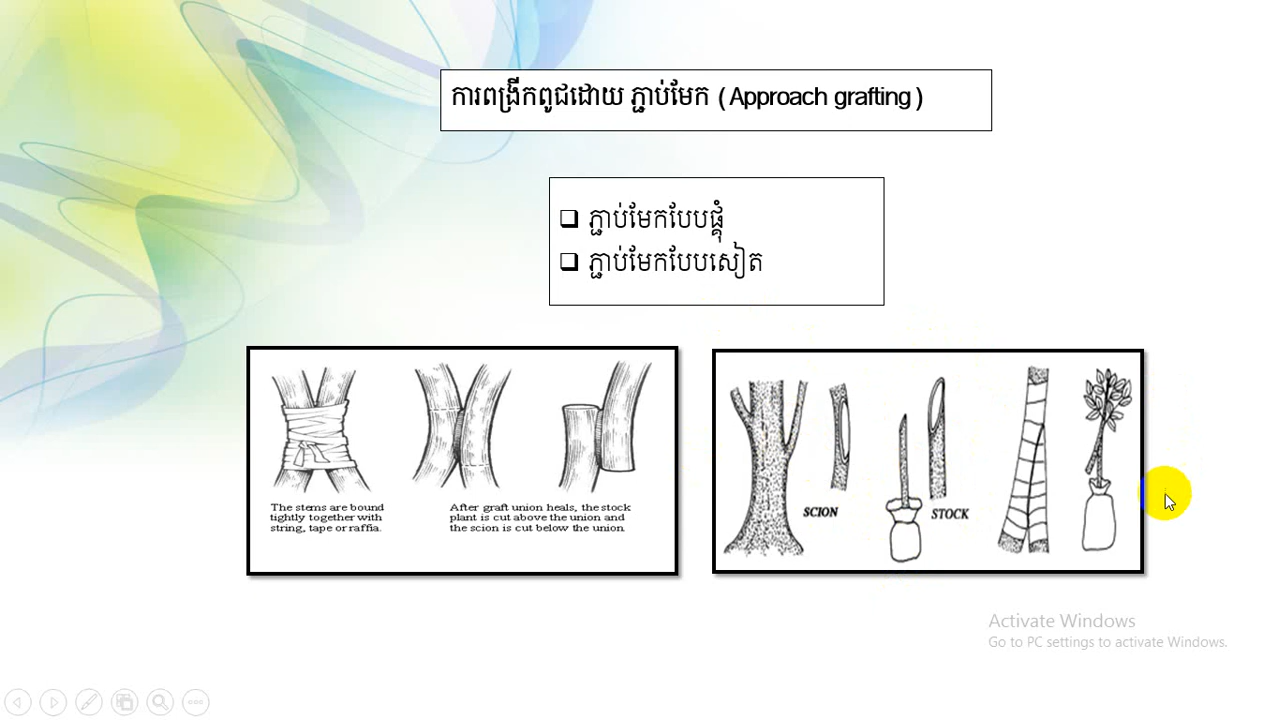 ការពង្រីកពូជដោយ ភ្ជាប់មែក (Approach grafting)
ភ្ជាប់មែកបែបផ្គុំ
ភ្ជាប់មែកបែបសៀត
The stems are bound
tightly together with
string, tape or raffia.
After graft union heals, the stock
plant is cut above the union and
the scion is cut below the union.
SCION
STOCK
Activate Windows
Go to PC settings to activate Windows.